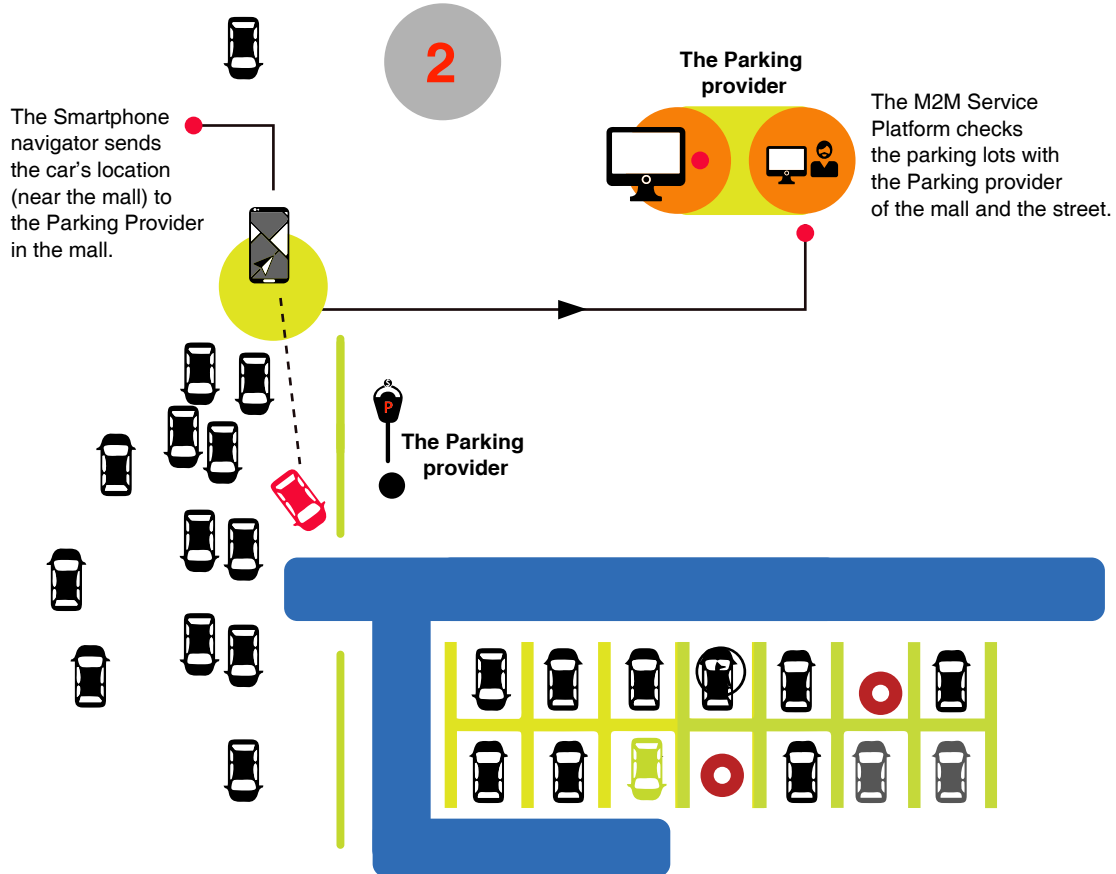 2
The Smartphone
navigator sends
the car's location
(near the mall) to
the Parking Provider
in the mall.
The Parking
provider
The M2M Service
Platform checks
the parking lots with
the Parking provider
of the mall and the street.
$
P
The Parking
provider